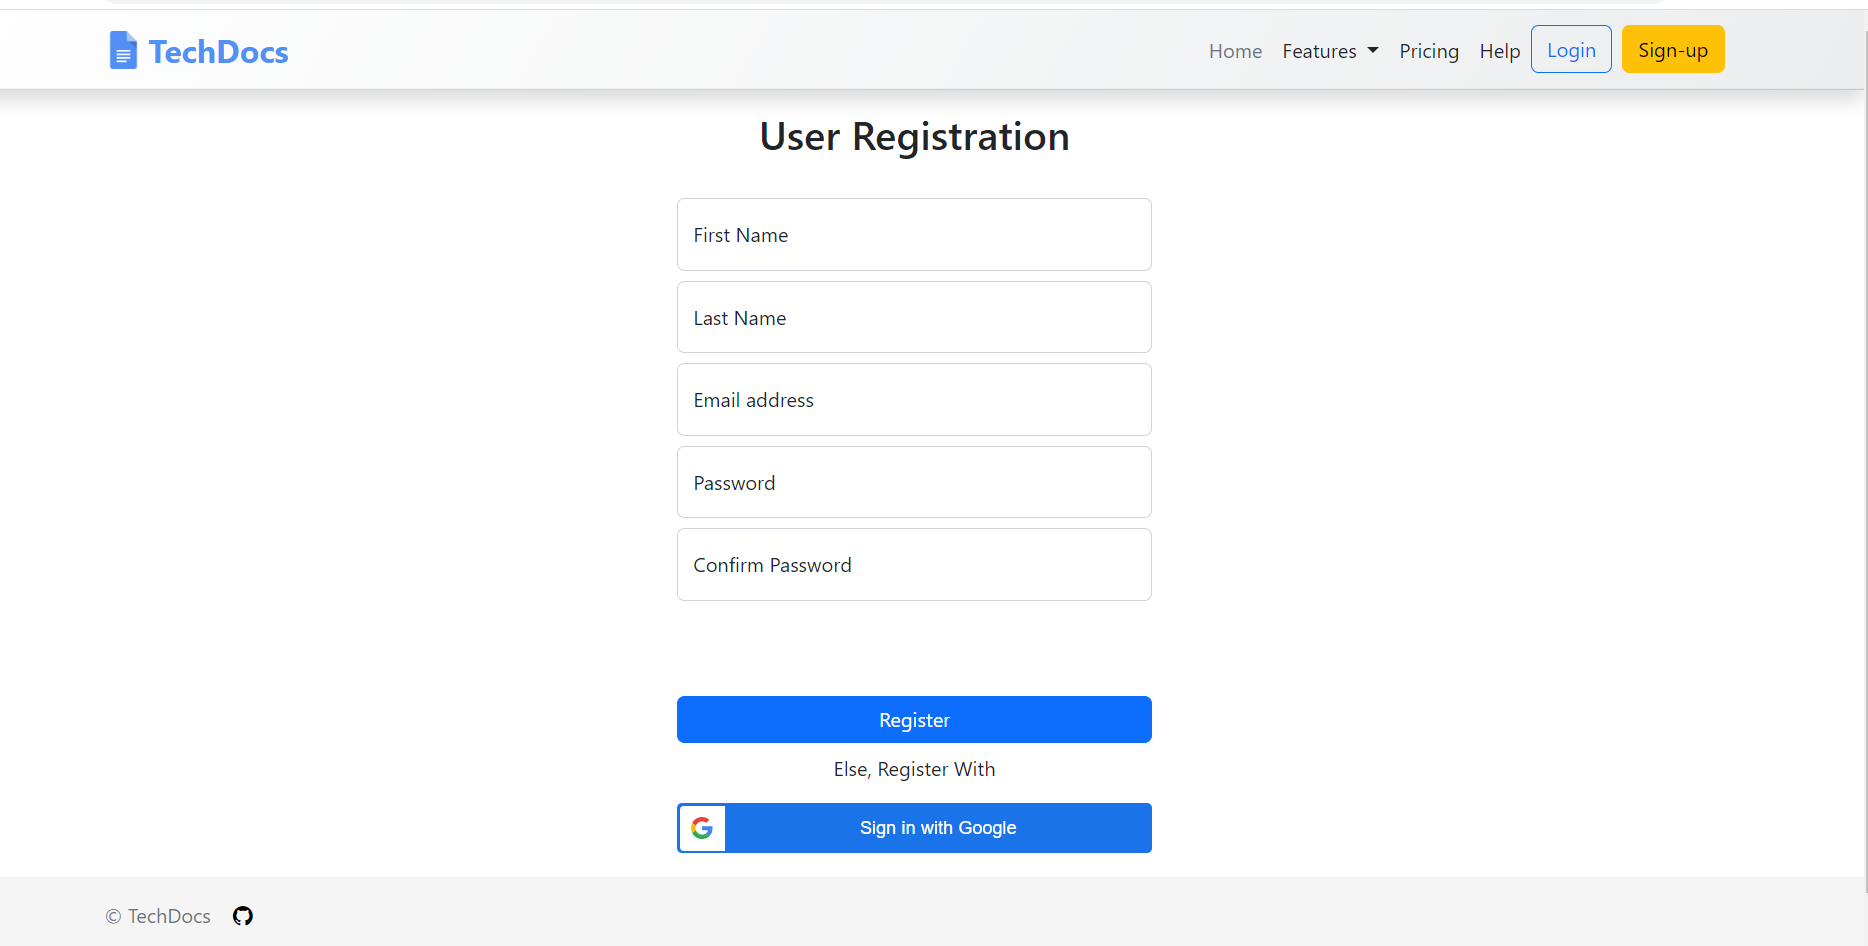 TechDocs
Home Features Pricing Help Login Sign-up
User Registration
First Name
Last Name
Email address
Password
Confirm Password
Register
Else, Register With
Sign in with Google
© TechDocs